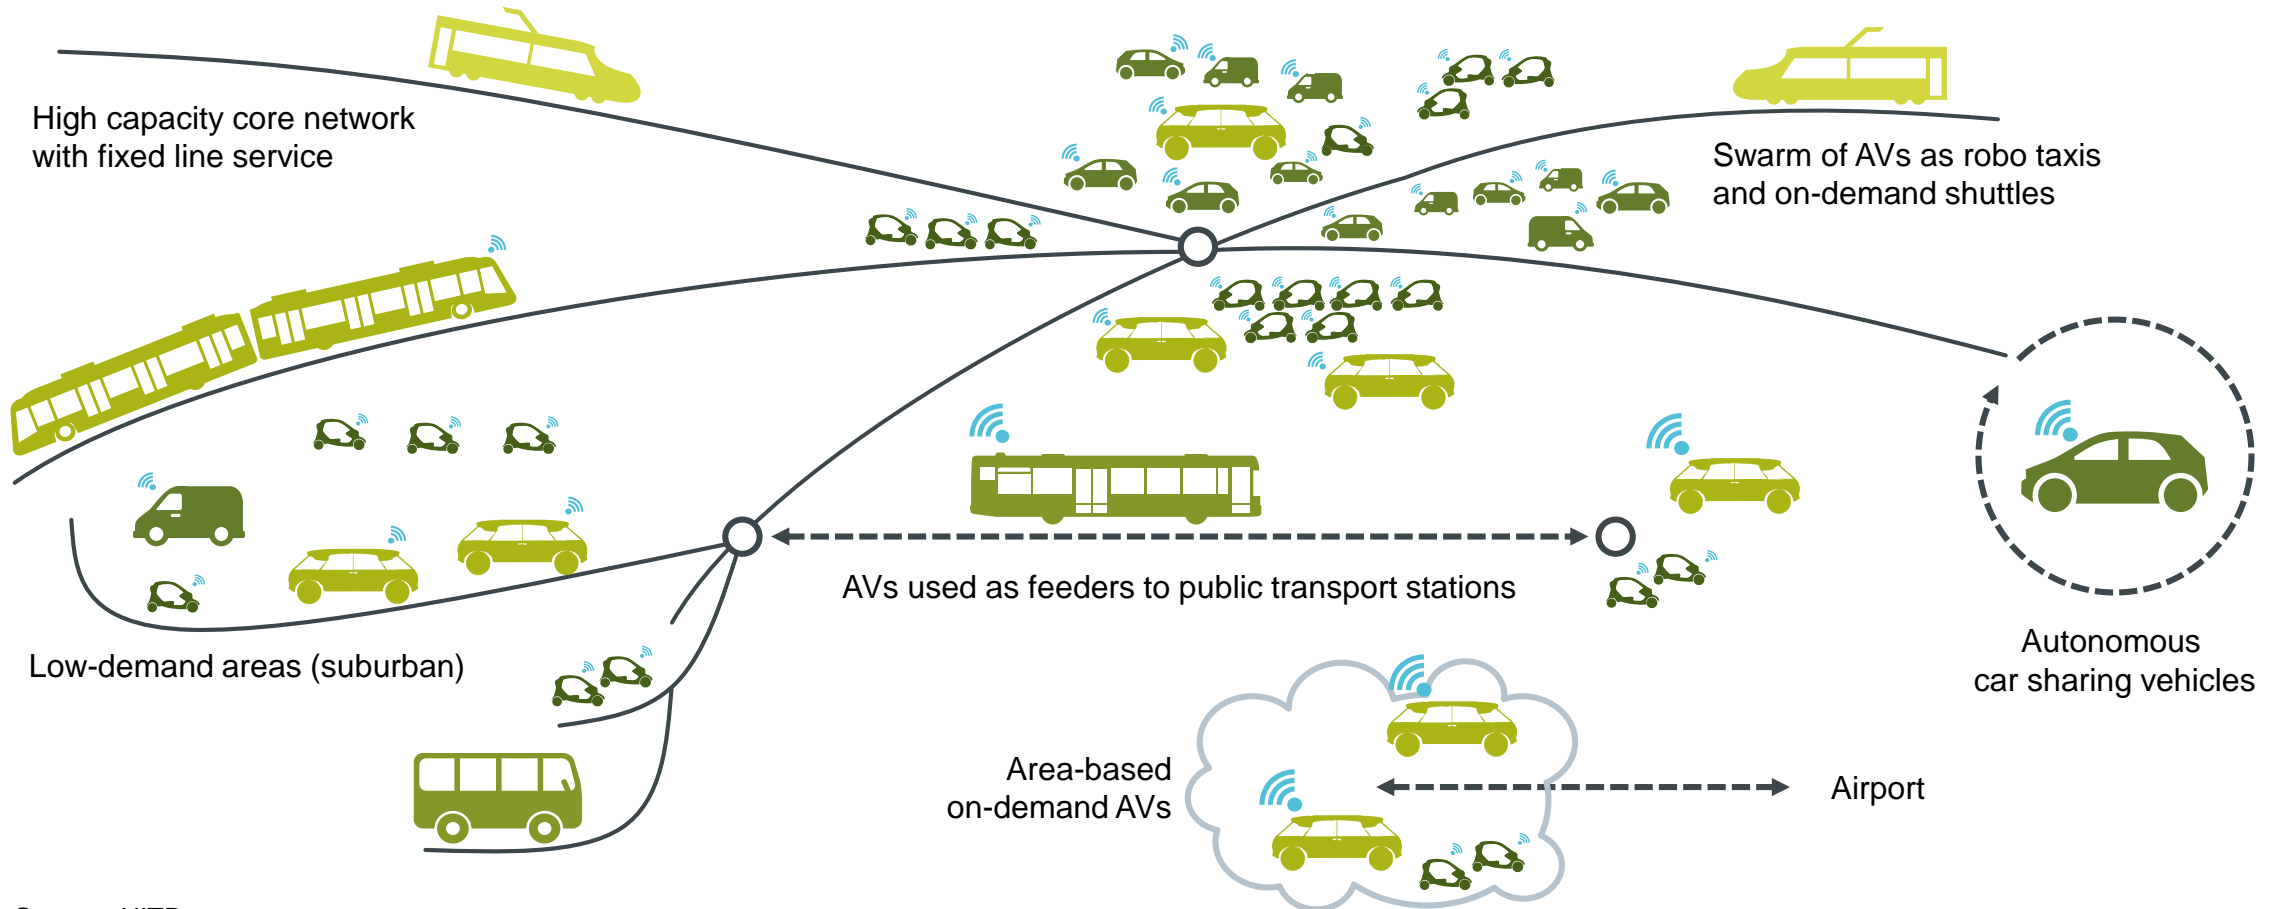 High capacity core network
with fixed line service
Swarm of AVs as robo taxis
and on-demand shuttles
AVs used as feeders to public transport stations
Low-demand areas (suburban)
Autonomous
car sharing vehicles
Area-based
on-demand AVs
Airport